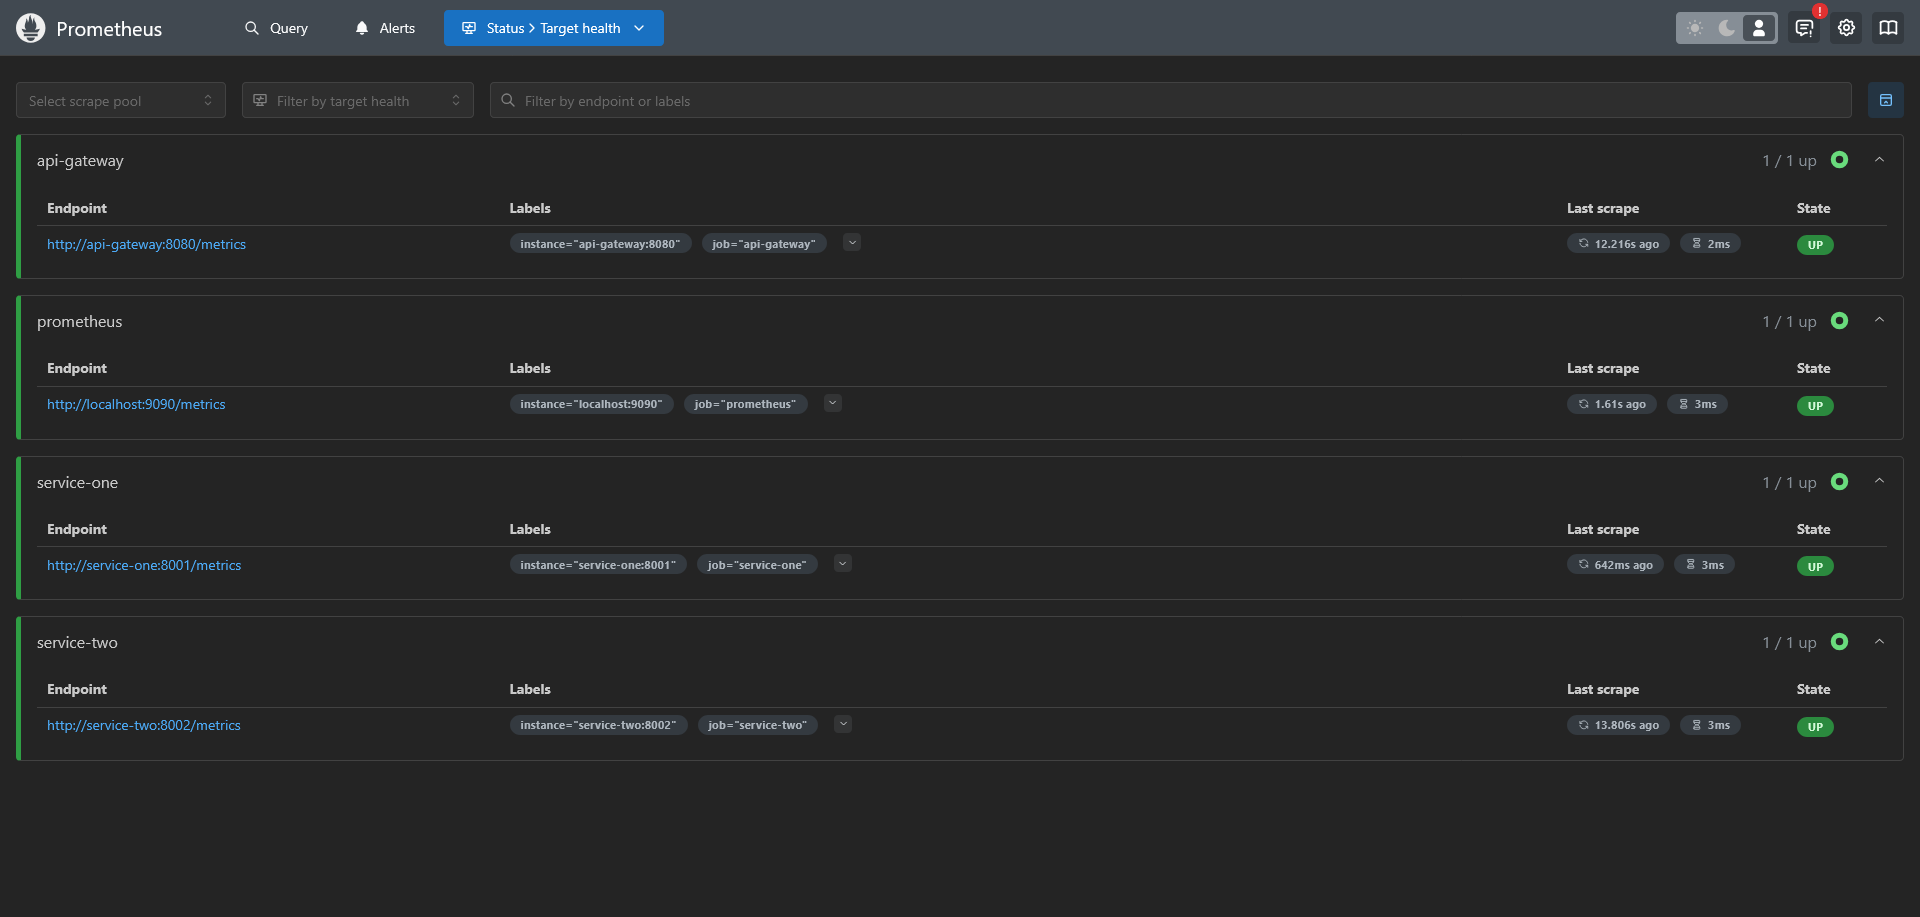 Prometheus
Query
Alerts
Status > Target health
!
Select scrape pool
Filter by target health
Filter by endpoint or labels
api-gateway
1 / 1 up
Endpoint Labels Last scrape State
http://api-gateway:8080/metrics instance="api-gateway:8080" job="api-gateway" 12.216s ago 2ms UP
prometheus
1 / 1 up
Endpoint Labels Last scrape State
http://localhost:9090/metrics instance="localhost:9090" job="prometheus" 1.61s ago 3ms UP
service-one
1 / 1 up
Endpoint Labels Last scrape State
http://service-one:8001/metrics instance="service-one:8001" job="service-one" 642ms ago 3ms UP
service-two
1 / 1 up
Endpoint Labels Last scrape State
http://service-two:8002/metrics instance="service-two:8002" job="service-two" 13.806s ago 3ms UP